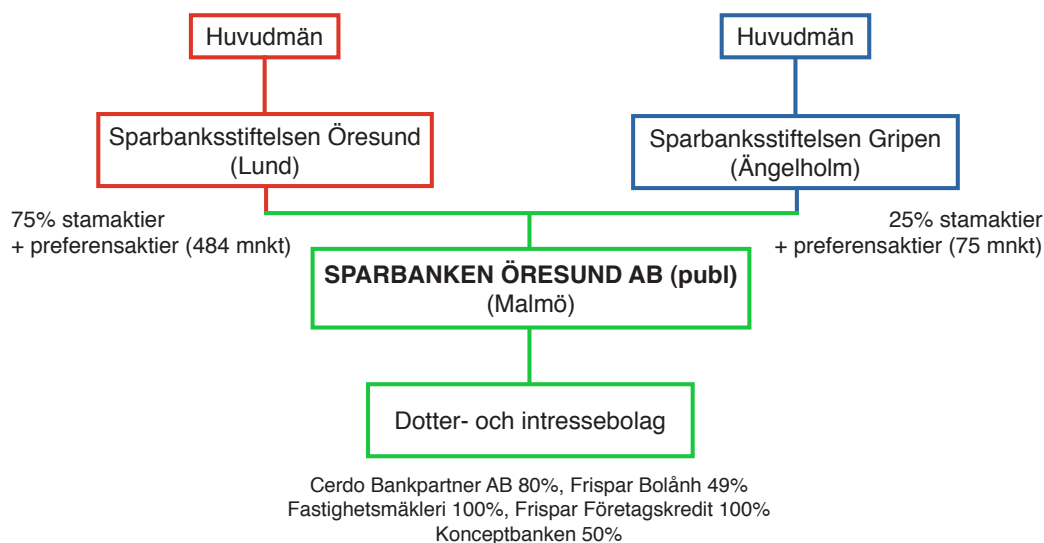 Huvudmän
Huvudmän
Sparbanksstiftelsen Öresund
(Lund)
Sparbanksstiftelsen Gripen
(Ängelholm)
75% stamaktier
+ preferensaktier (484 mnkt)
25% stamaktier
+ preferensaktier (75 mnkt)
SPARBANKEN ÖRESUND AB (publ)
(Malmö)
Dotter- och intressebolag
Cerdo Bankpartner AB 80%, Frispar Bolånh 49%
Fastighetsmäkleri 100%, Frispar Företagskredit 100%
Konceptbanken 50%